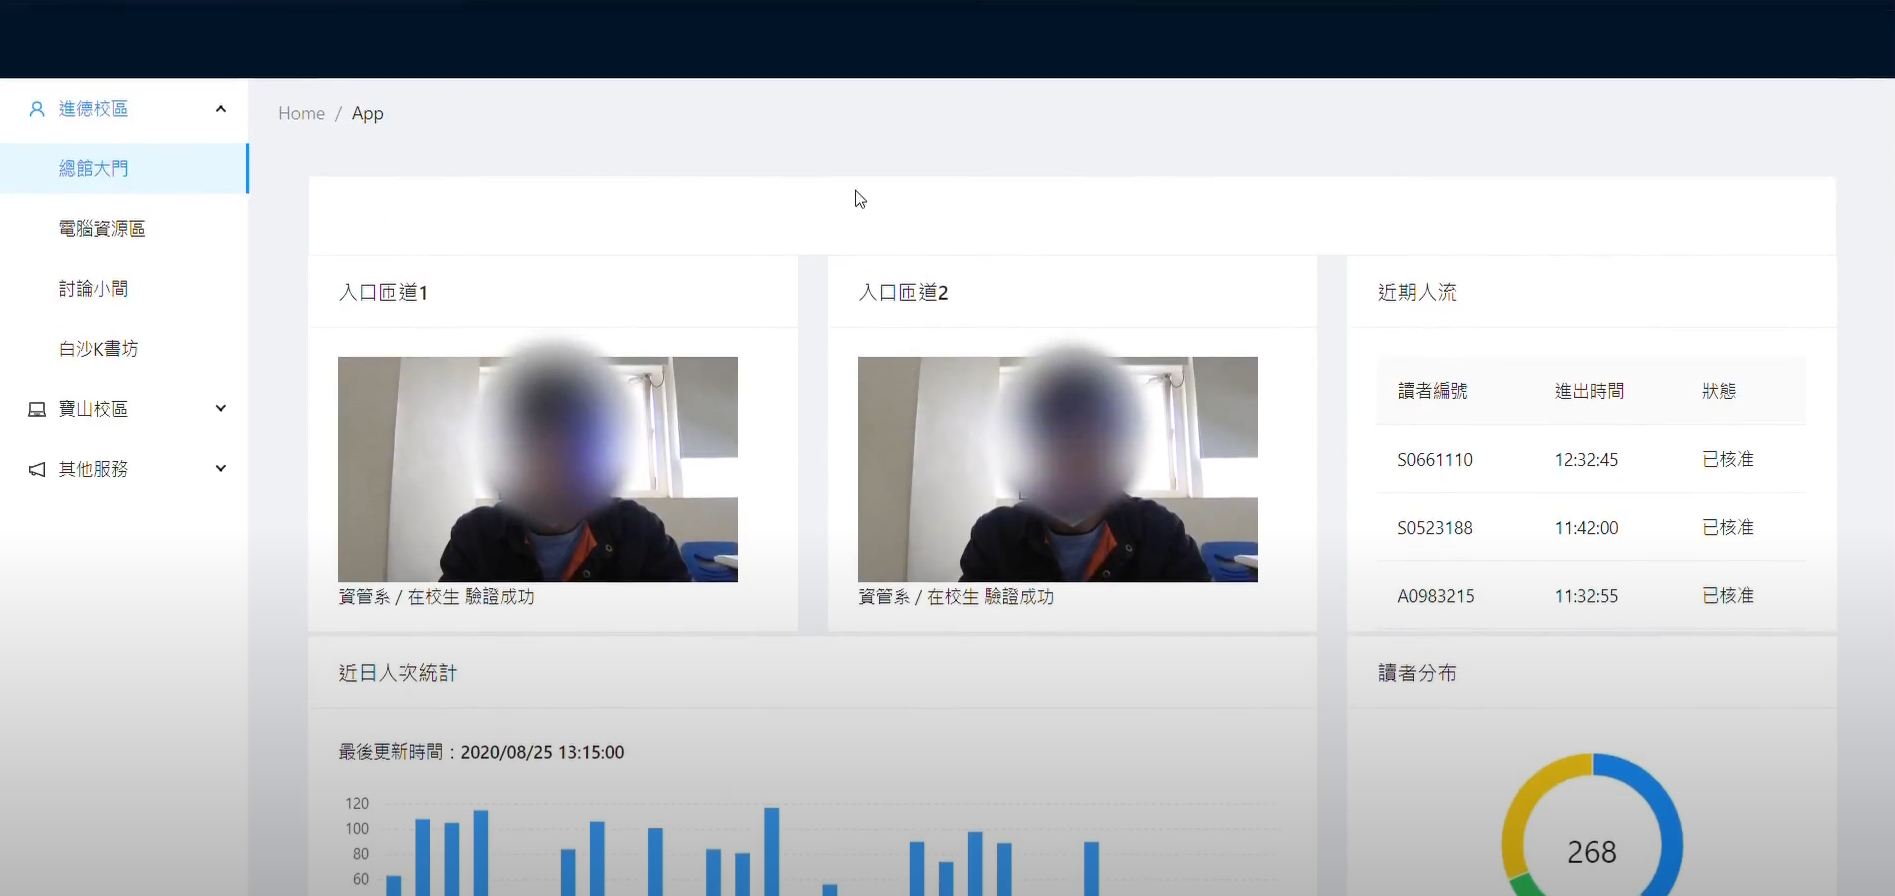 進德校區
總館大門
電腦資源區
討論小間
白沙K書坊
寶山校區
其他服務
Home / App
入口匝道1
資管系 / 在校生 驗證成功
入口匝道2
資管系 / 在校生 驗證成功
近期人流
讀者編號 進出時間 狀態
S0661110 12:32:45 已核准
S0523188 11:42:00 已核准
A0983215 11:32:55 已核准
近日人次統計
最後更新時間：2020/08/25 13:15:00
120
100
80
60
讀者分布
268